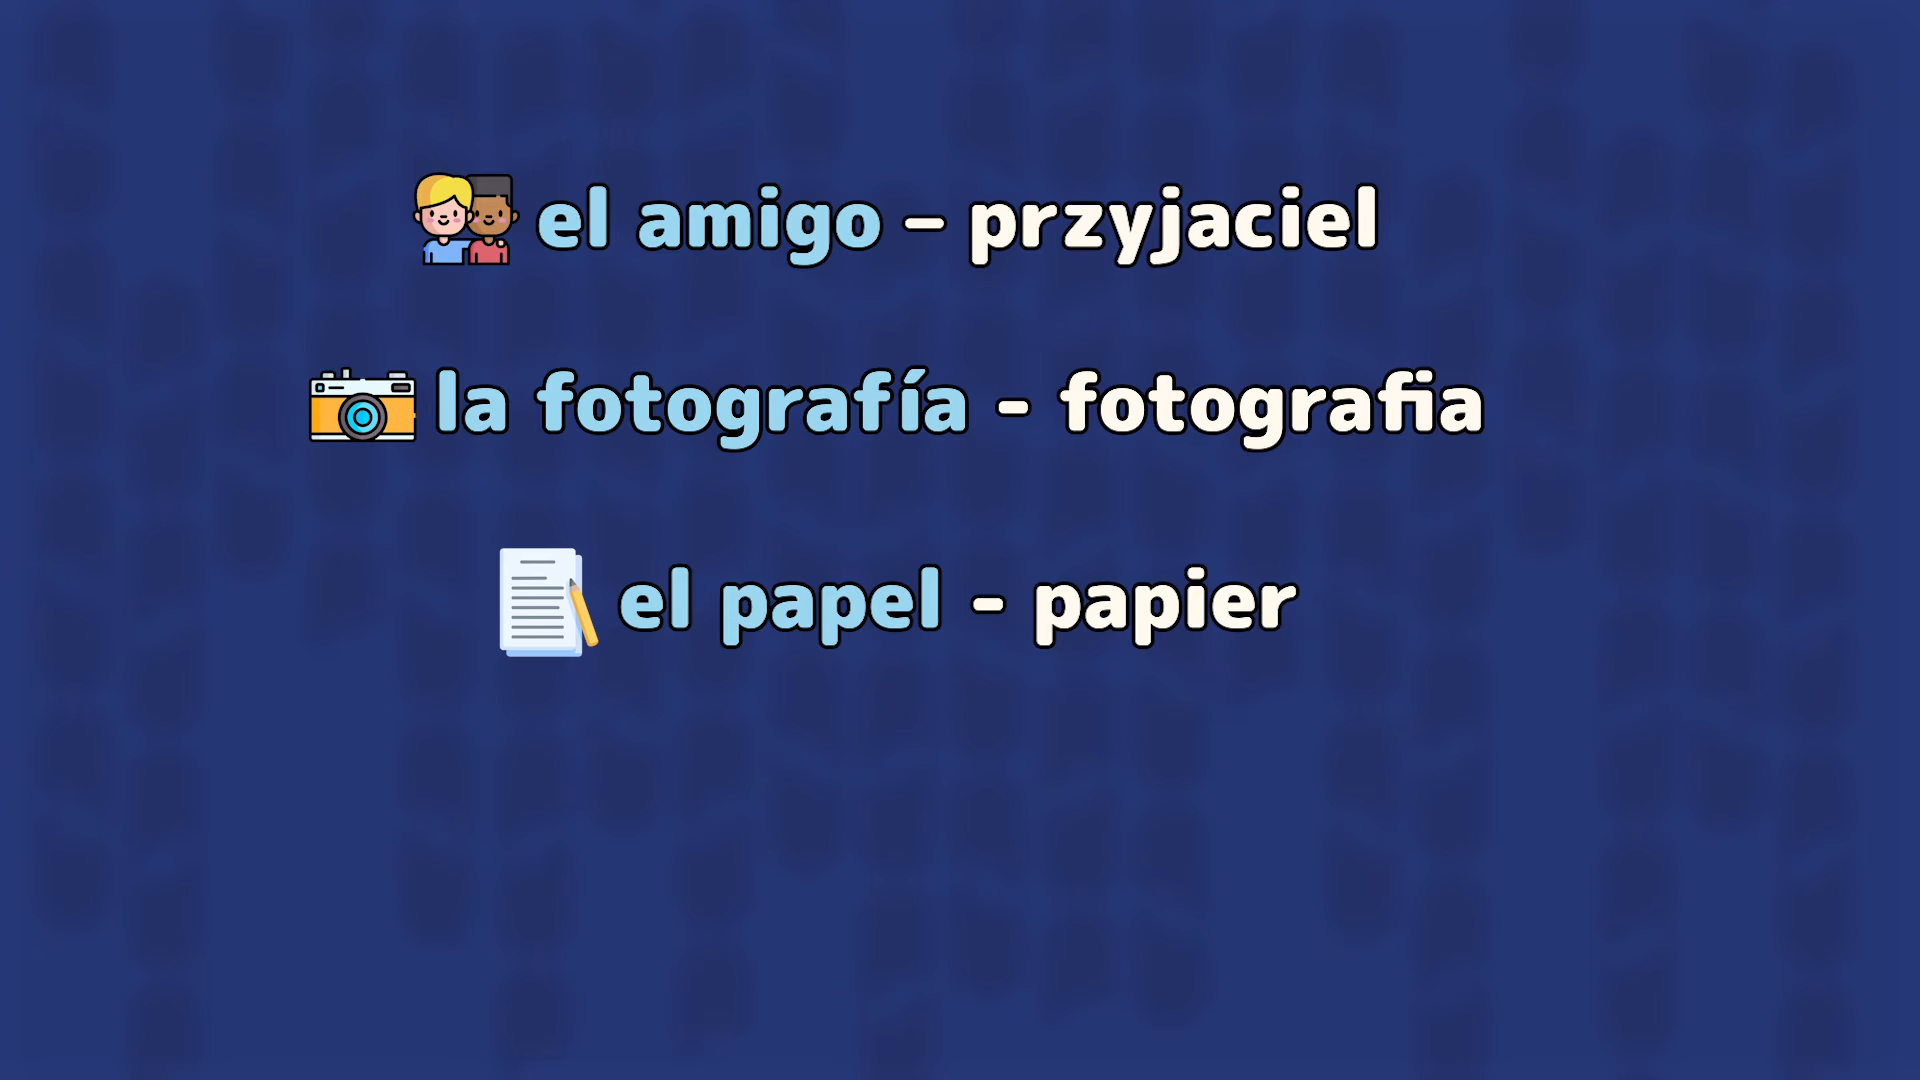 el amigo – przyjaciel
la fotografía - fotografia
el papel - papier